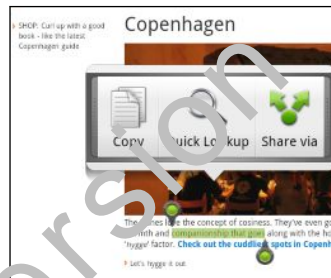 SHOP: Curl up with a good
book - like the latest
Copenhagen guide
Copenhagen
Copy
Quick Lookup
Share via
The Danes love the concept of cosiness. They've even go
and companionship that goes along with the ho
'hygge' factor. Check out the cuddliest spots in Copenh
Let's hygge it out